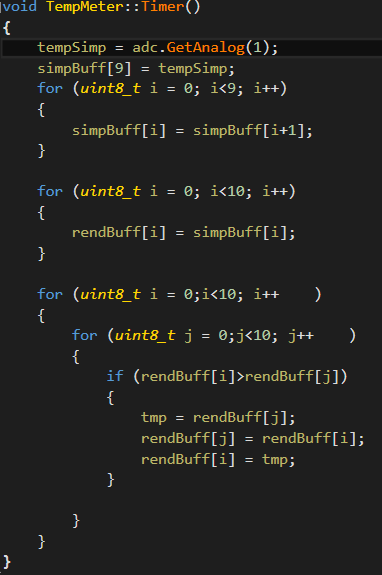 void TempMeter::Timer()
{
    tempSimp = adc.GetAnalog(1);
    simpBuff[9] = tempSimp;
    for (uint8_t i = 0; i<9; i++)
    {
        simpBuff[i] = simpBuff[i+1];
    }

    for (uint8_t i = 0; i<10; i++)
    {
        rendBuff[i] = simpBuff[i];
    }

    for (uint8_t i = 0;i<10; i++    )
    {
        for (uint8_t j = 0;j<10; j++    )
        {
            if (rendBuff[i]>rendBuff[j])
            {
                tmp = rendBuff[j];
                rendBuff[j] = rendBuff[i];
                rendBuff[i] = tmp;
            }

        }
    }
}